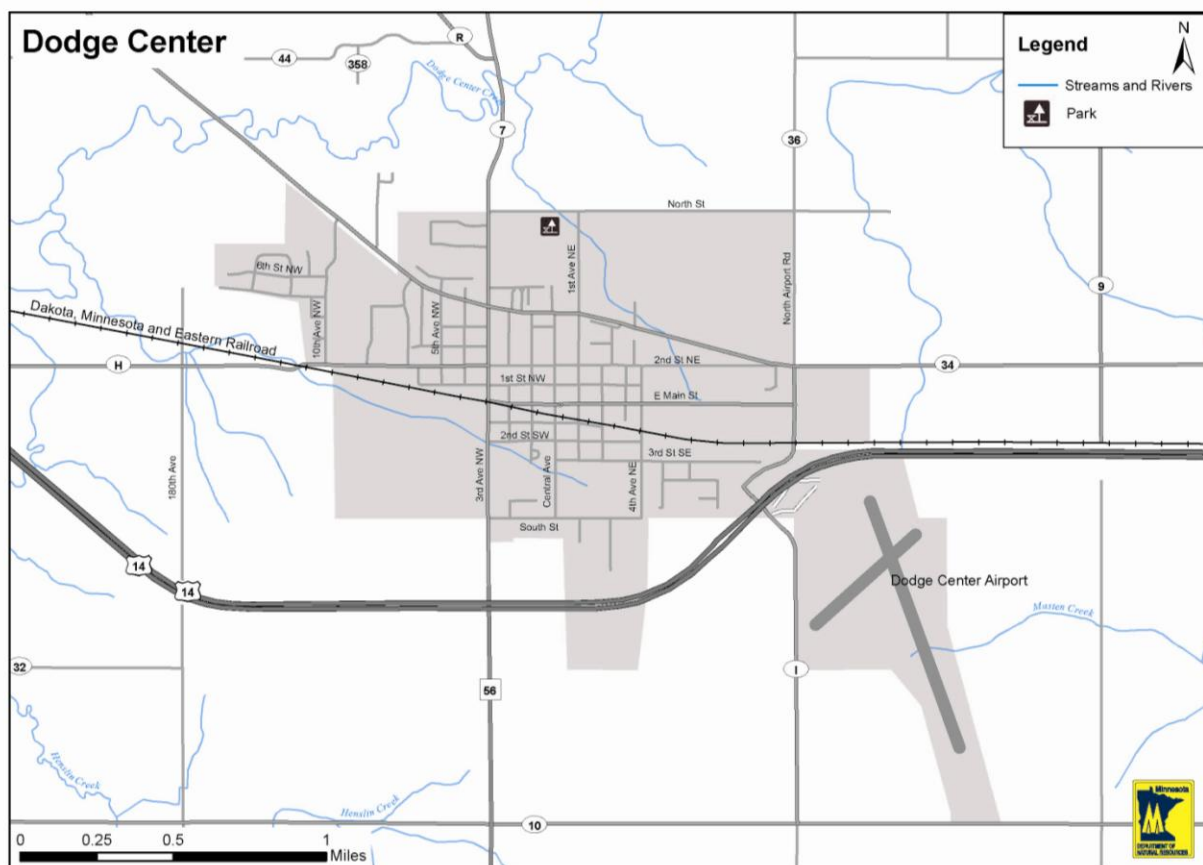 Dodge Center
Legend
N
Streams and Rivers
Park
R
44
358
Dodge Center Creek
7
36
North St
6th St NW
1st Ave NE
North Airport Rd
9
Dakota, Minnesota and Eastern Railroad
10th Ave NW
5th Ave NW
H
2nd St NE
34
1st St NW
E Main St
2nd St SW
3rd St SE
180th Ave
3rd Ave NW
Central Ave
4th Ave NE
South St
14
14
Dodge Center Airport
Masten Creek
32
I
56
Henslin Creek
Henslin Creek
10
0 0.25 0.5 1
Miles
Minnesota
DEPARTMENT OF
NATURAL RESOURCES